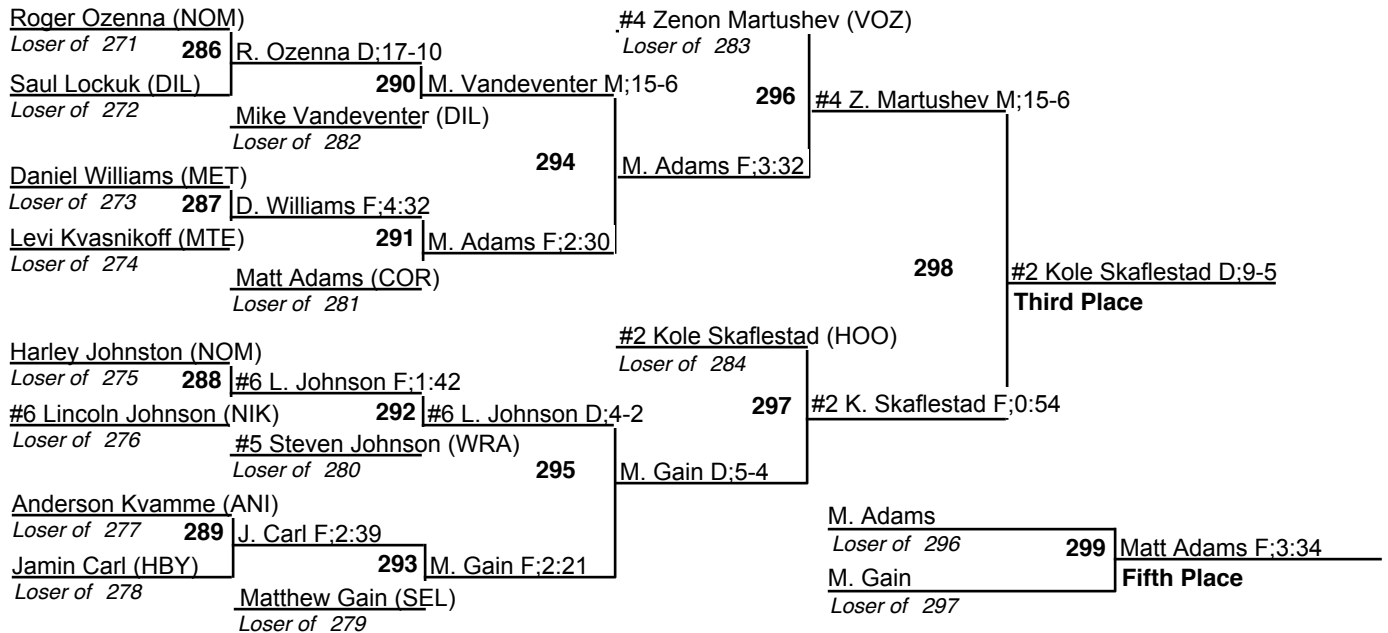 Roger Ozenna (NOM)
Loser of 271
286
R. Ozenna D;17-10
Saul Lockuk (DIL)
Loser of 272
290
M. Vandeventer M;15-6
Mike Vandeventer (DIL)
Loser of 282
Daniel Williams (MET)
Loser of 273
287
D. Williams F;4:32
Levi Kvasnikoff (MTE)
Loser of 274
291
M. Adams F;2:30
Matt Adams (COR)
Loser of 281
294
M. Adams F;3:32
#4 Zenon Martushev (VOZ)
Loser of 283
296
#4 Z. Martushev M;15-6
Harley Johnston (NOM)
Loser of 275
288
#6 L. Johnson F;1:42
#6 Lincoln Johnson (NIK)
Loser of 276
292
#6 L. Johnson D;4-2
#5 Steven Johnson (WRA)
Loser of 280
Anderson Kvamme (ANI)
Loser of 277
289
J. Carl F;2:39
Jamin Carl (HBY)
Loser of 278
293
M. Gain F;2:21
Matthew Gain (SEL)
Loser of 279
295
M. Gain D;5-4
#2 Kole Skaflestad (HOO)
Loser of 284
297
#2 K. Skaflestad F;0:54
298
#2 Kole Skaflestad D;9-5
Third Place
M. Adams
Loser of 296
299
Matt Adams F;3:34
M. Gain
Fifth Place
Loser of 297